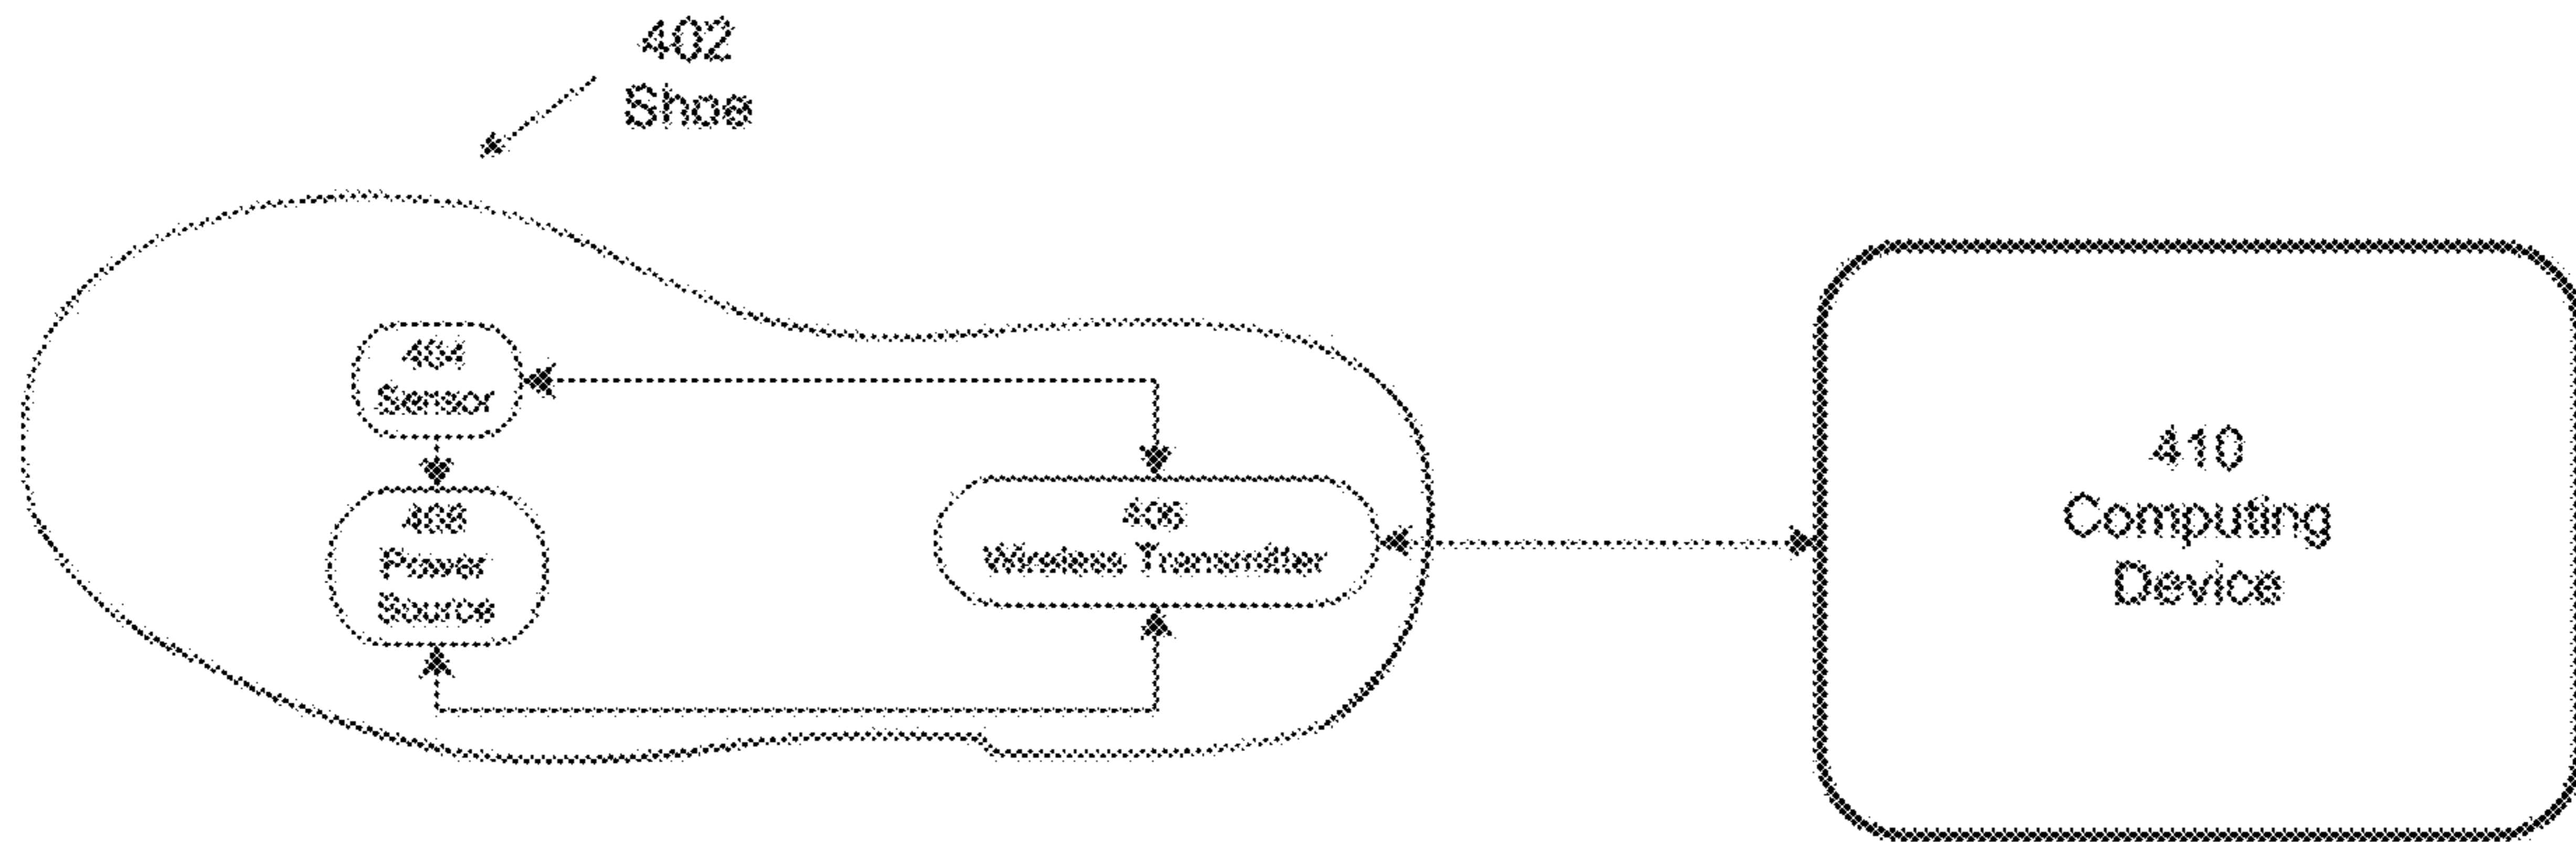 402
Shoe
404
Sensor
408
Power
Source
406
Wireless Transmitter
410
Computing
Device